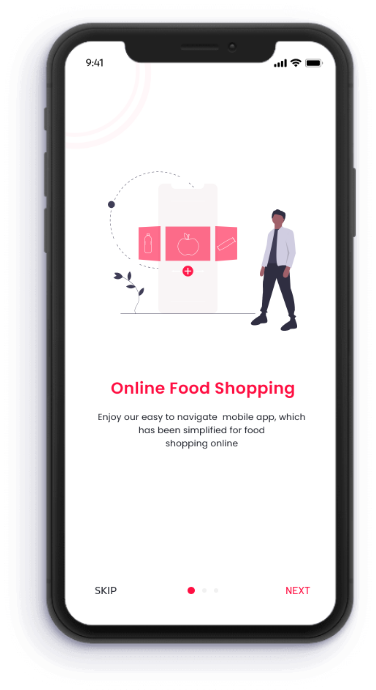 9:41
Online Food Shopping
Enjoy our easy to navigate  mobile app, which
has been simplified for food
shopping online
SKIP
NEXT